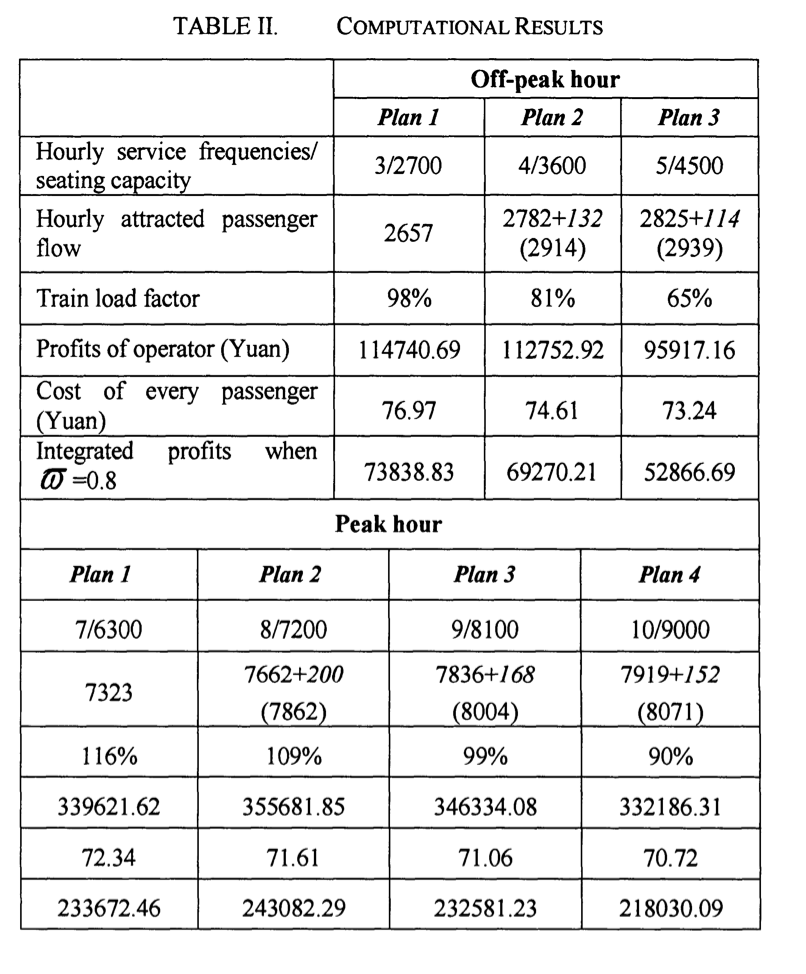 TABLE II. COMPUTATIONAL RESULTS
Off-peak hour
Plan 1 Plan 2 Plan 3
Hourly service frequencies/
seating capacity
3/2700 4/3600 5/4500
Hourly attracted passenger
flow
2657
2782+132
(2914)
2825+114
(2939)
Train load factor 98% 81% 65%
Profits of operator (Yuan) 114740.69 112752.92 95917.16
Cost of every passenger
(Yuan)
76.97 74.61 73.24
Integrated profits when
ϖ =0.8
73838.83 69270.21 52866.69
Peak hour
Plan 1 Plan 2 Plan 3 Plan 4
7/6300 8/7200 9/8100 10/9000
7323
7662+200
(7862)
7836+168
(8004)
7919+152
(8071)
116% 109% 99% 90%
339621.62 355681.85 346334.08 332186.31
72.34 71.61 71.06 70.72
233672.46 243082.29 232581.23 218030.09